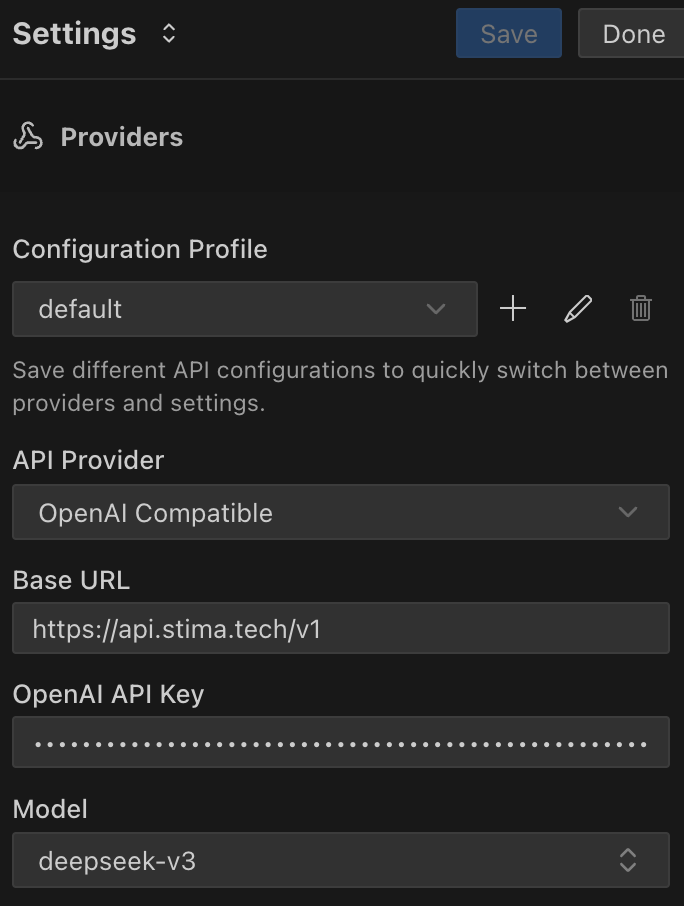 Settings
Save
Done
Providers
Configuration Profile
default
Save different API configurations to quickly switch between
providers and settings.
API Provider
OpenAI Compatible
Base URL
https://api.stima.tech/v1
OpenAI API Key
Model
deepseek-v3